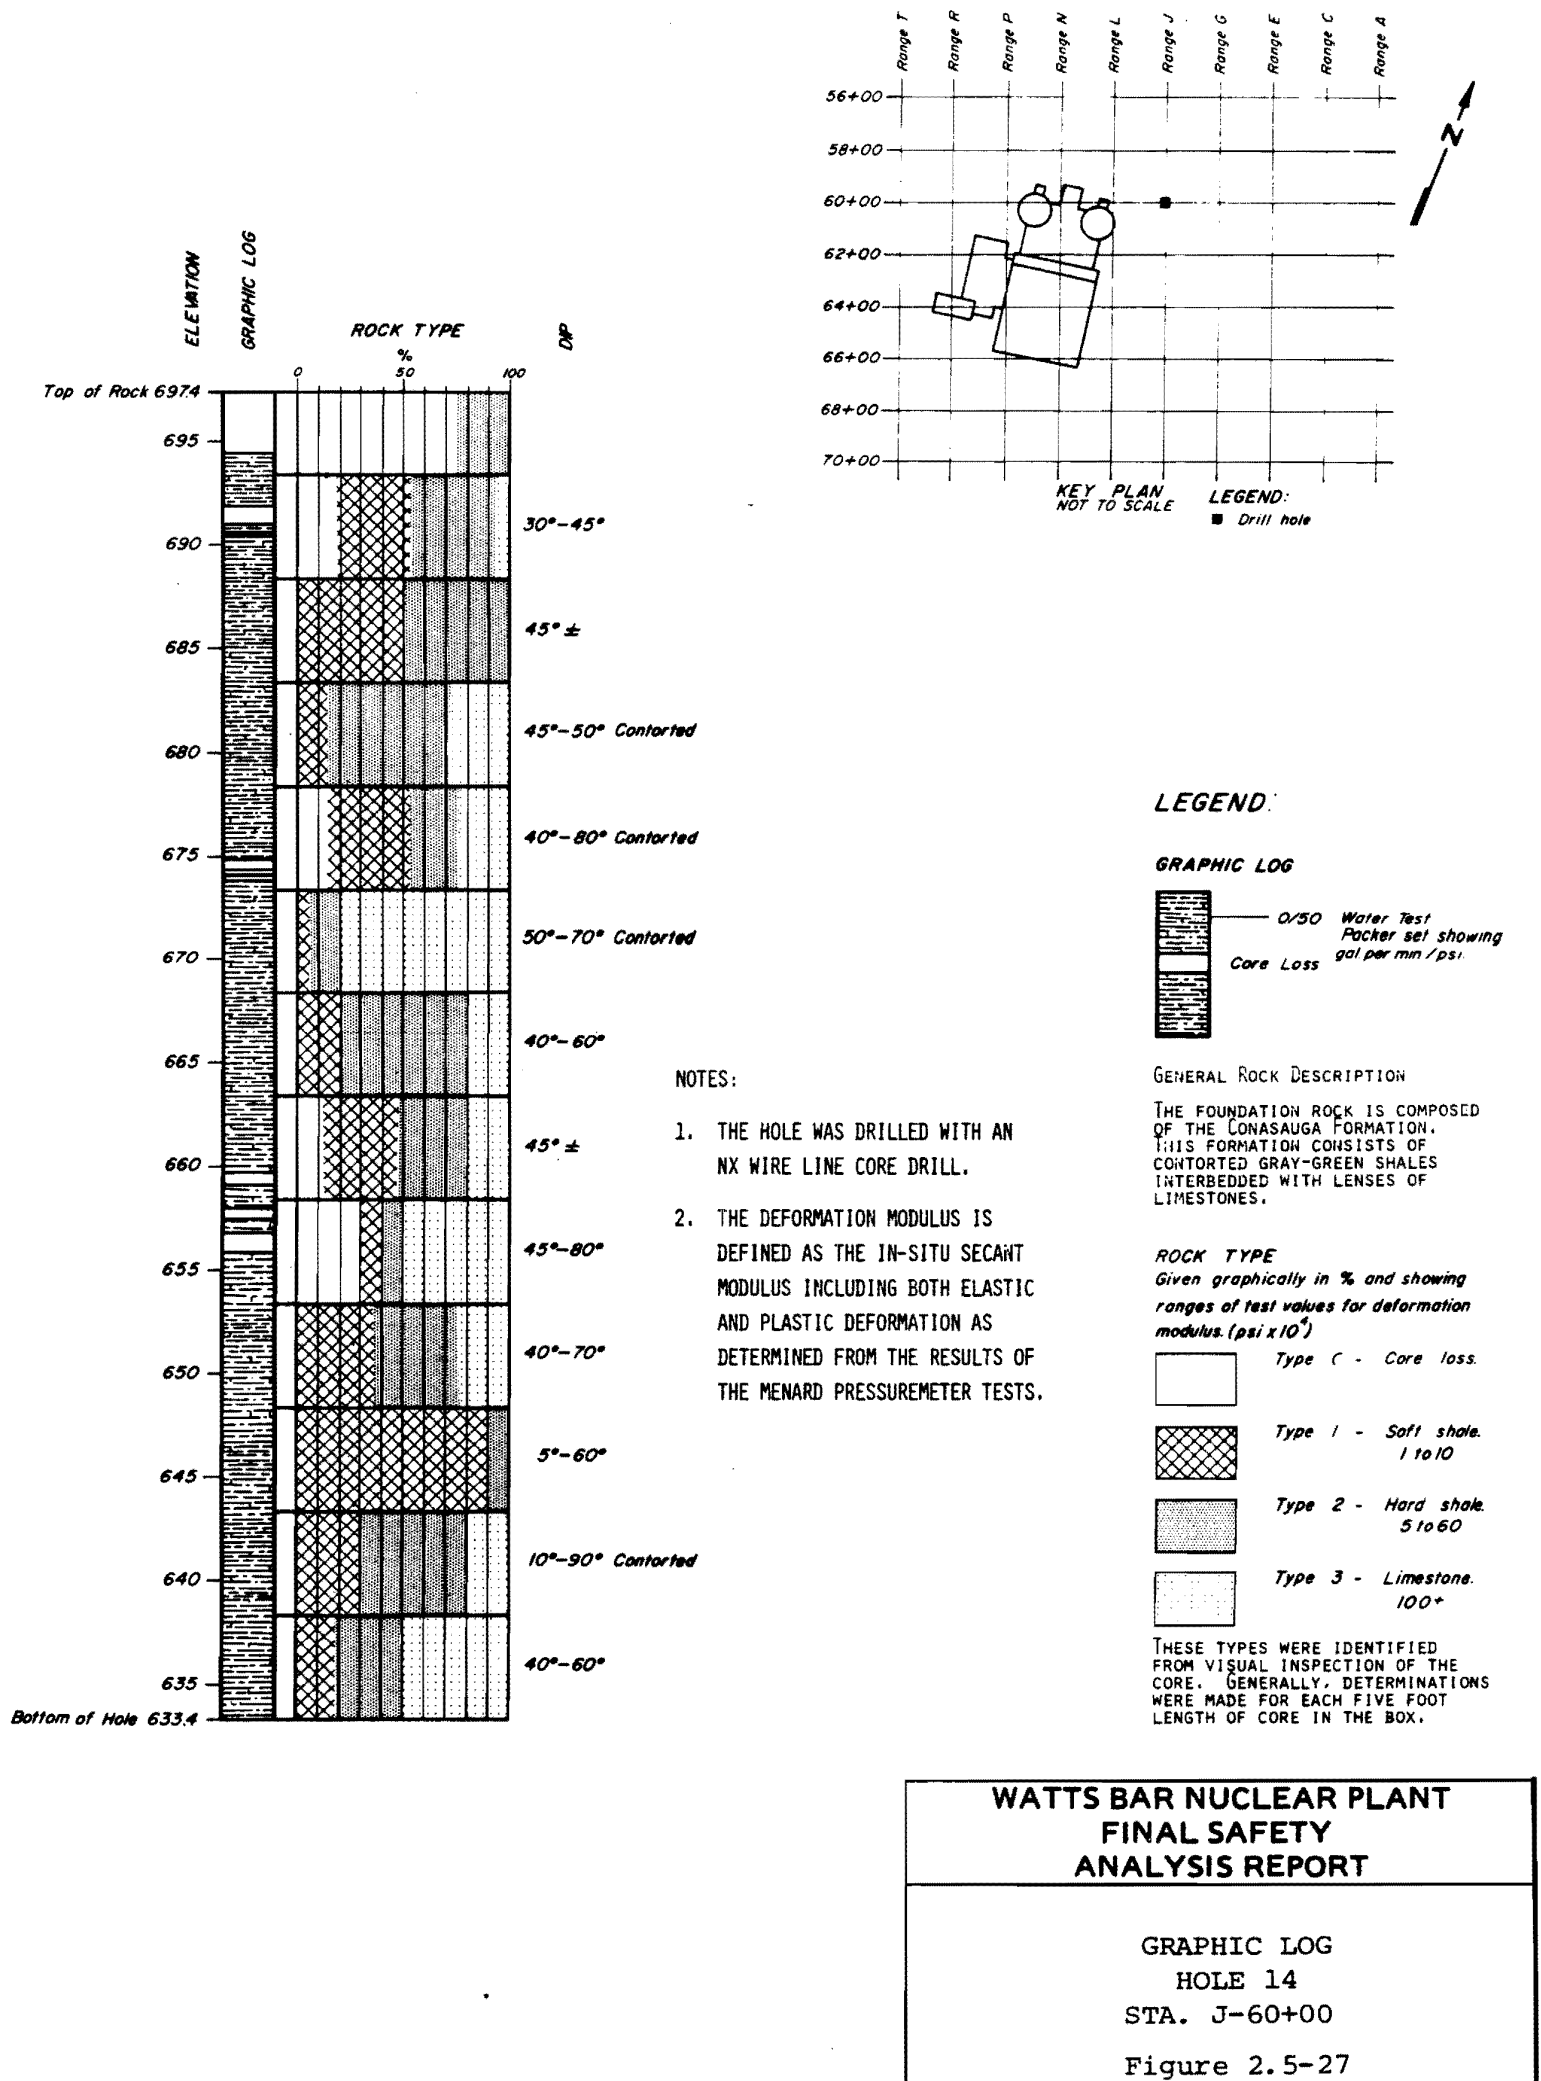 Range T
Range R
Range P
Range N
Range L
Range J
Range G
Range E
Range C
Range A
56+00
58+00
60+00
62+00
64+00
66+00
68+00
70+00
N
KEY PLAN
NOT TO SCALE
LEGEND:
Drill hole
ELEVATION
GRAPHIC LOG
ROCK TYPE
%
DIP
0 50 100
Top of Rock 697.4
695
690
685
680
675
670
665
660
655
650
645
640
635
Bottom of Hole 633.4
30°-45°
45° ±
45°-50° Contorted
40°-80° Contorted
50°-70° Contorted
40°-60°
45° ±
45°-80°
40°-70°
5°-60°
10°-90° Contorted
40°-60°
NOTES:
1. THE HOLE WAS DRILLED WITH AN
NX WIRE LINE CORE DRILL.
2. THE DEFORMATION MODULUS IS
DEFINED AS THE IN-SITU SECANT
MODULUS INCLUDING BOTH ELASTIC
AND PLASTIC DEFORMATION AS
DETERMINED FROM THE RESULTS OF
THE MENARD PRESSUREMETER TESTS.
LEGEND:
GRAPHIC LOG
0/50 Water Test
Packer set showing
gal per min/psi.
Core Loss
GENERAL ROCK DESCRIPTION
THE FOUNDATION ROCK IS COMPOSED
OF THE CONASAUGA FORMATION.
THIS FORMATION CONSISTS OF
CONTORTED GRAY-GREEN SHALES
INTERBEDDED WITH LENSES OF
LIMESTONES.
ROCK TYPE
Given graphically in % and showing
ranges of test values for deformation
modulus. (psi x 10⁴)
Type C - Core loss.
Type 1 - Soft shale.
1 to 10
Type 2 - Hard shale.
5 to 60
Type 3 - Limestone.
100+
THESE TYPES WERE IDENTIFIED
FROM VISUAL INSPECTION OF THE
CORE. GENERALLY, DETERMINATIONS
WERE MADE FOR EACH FIVE FOOT
LENGTH OF CORE IN THE BOX.
WATTS BAR NUCLEAR PLANT
FINAL SAFETY
ANALYSIS REPORT
GRAPHIC LOG
HOLE 14
STA. J-60+00
Figure 2.5-27